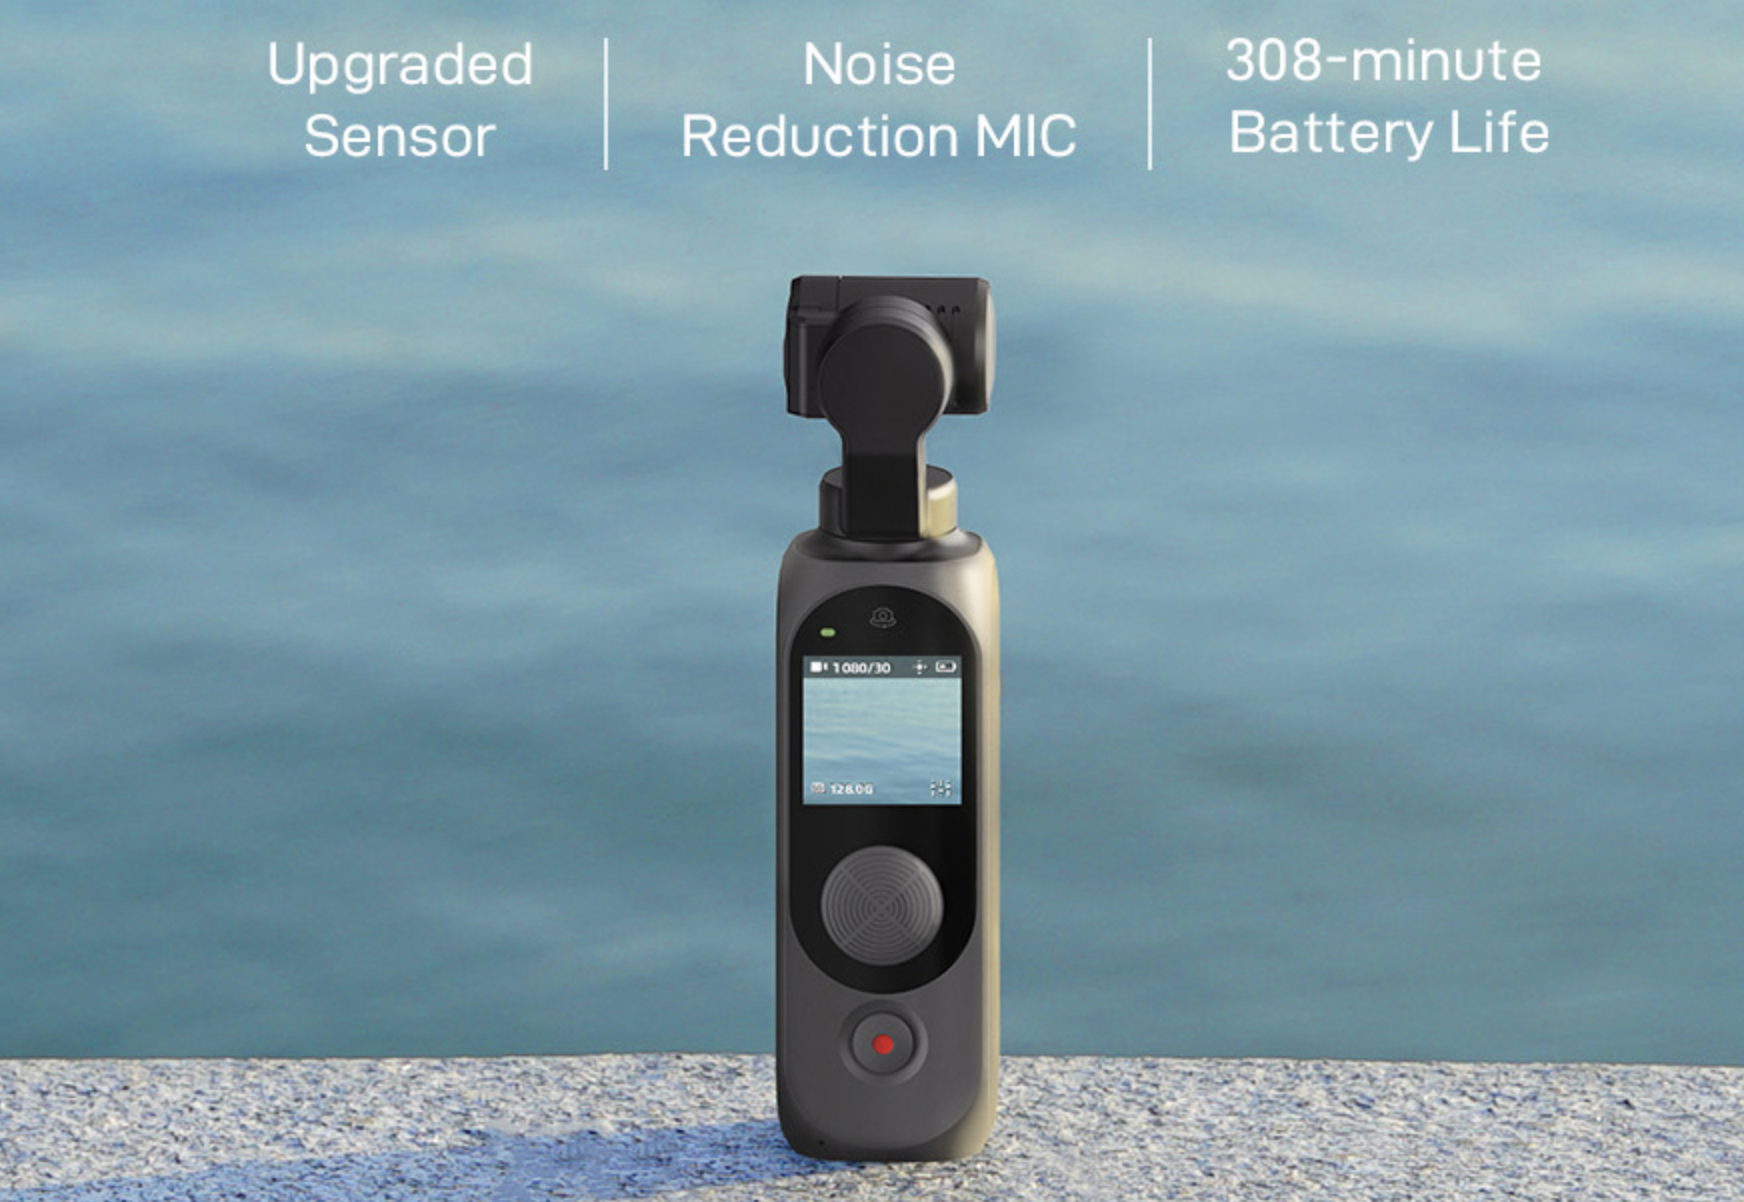 Upgraded
Sensor
Noise
Reduction MIC
308-minute
Battery Life
1080/30
128.0G